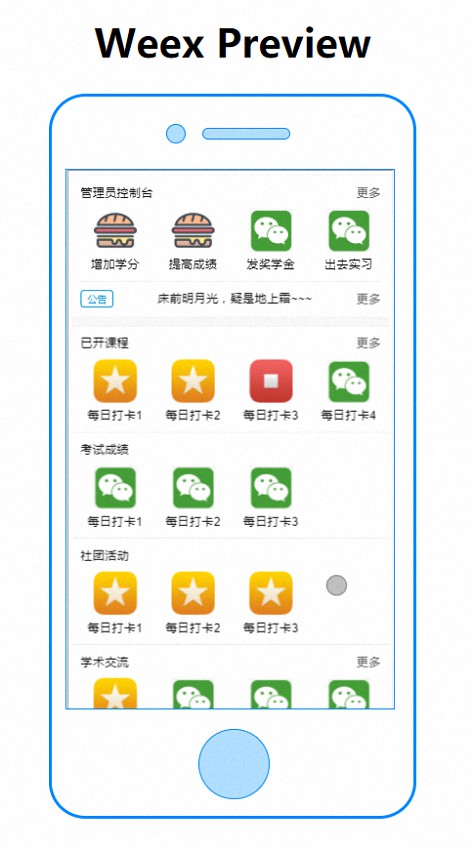 Weex Preview
管理员控制台 更多
增加学分 提高成绩 发奖学金 出去实习
公告 床前明月光，疑是地上霜~~~ 更多
已开课程 更多
每日打卡1 每日打卡2 每日打卡3 每日打卡4
考试成绩
每日打卡1 每日打卡2 每日打卡3
社团活动
每日打卡1 每日打卡2 每日打卡3
学术交流 更多